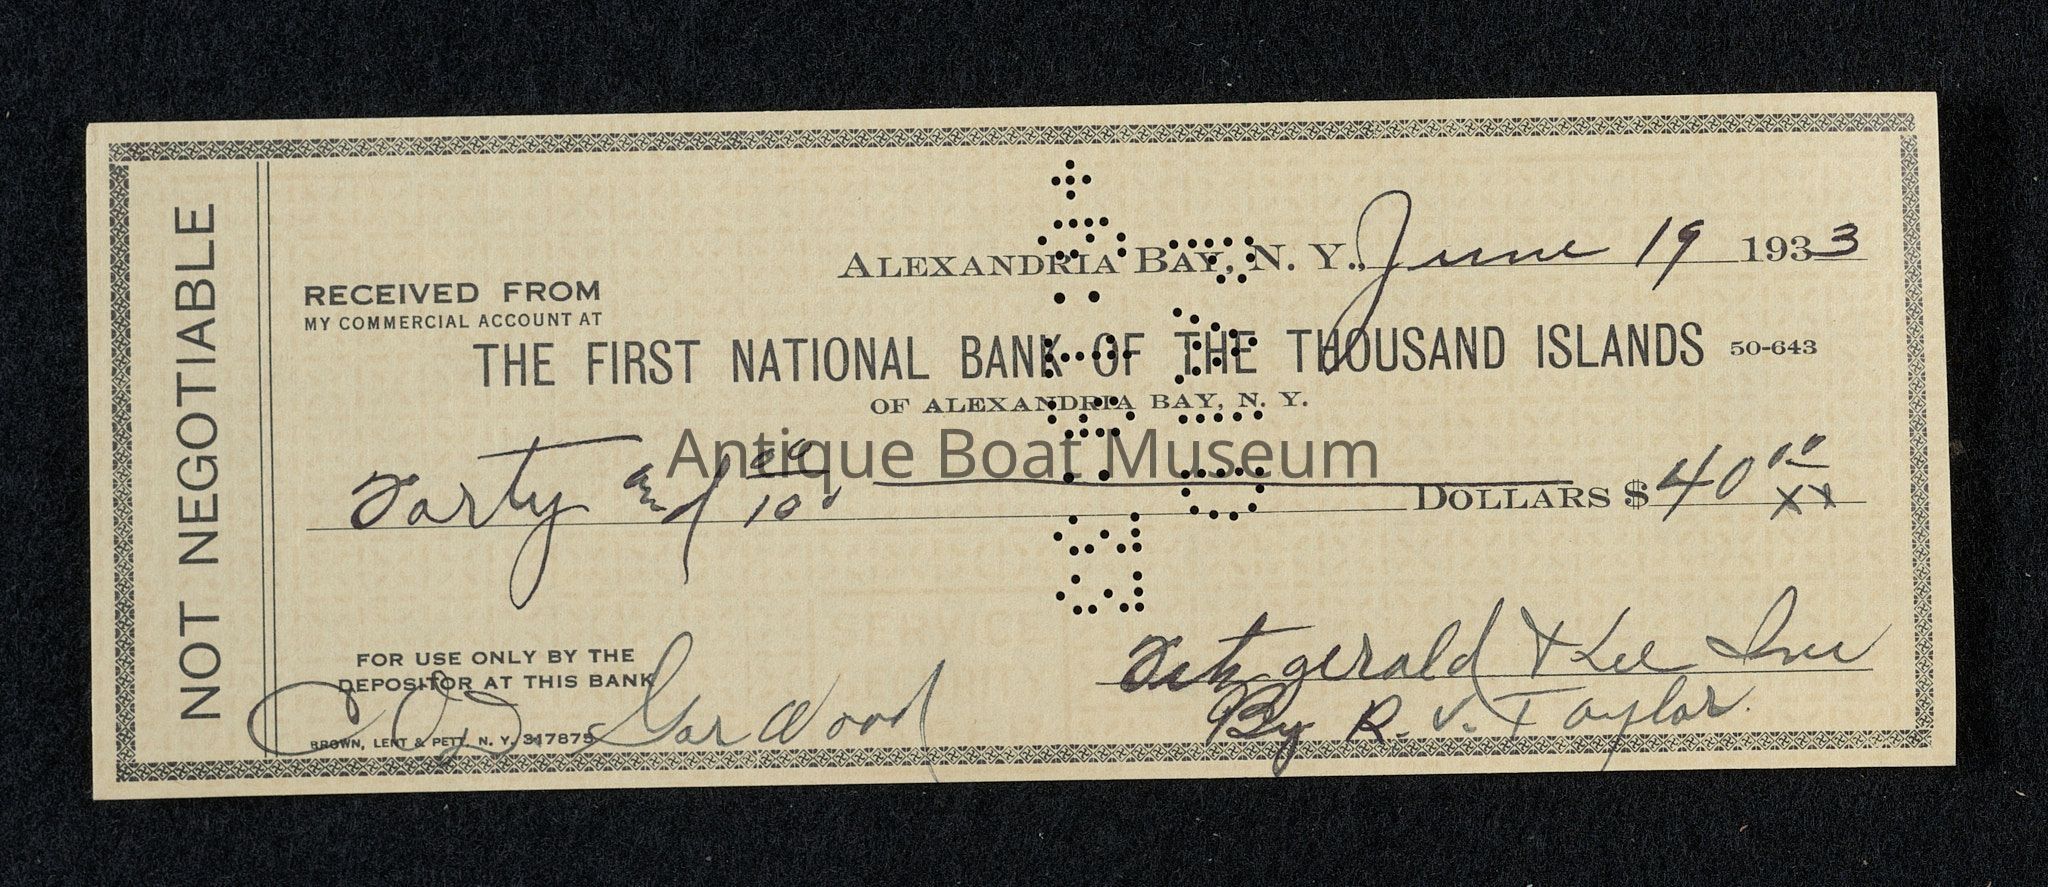 NOT NEGOTIABLE
ALEXANDRIA BAY, N. Y., June 19 1933
RECEIVED FROM
MY COMMERCIAL ACCOUNT AT
THE FIRST NATIONAL BANK OF THE THOUSAND ISLANDS 50-643
OF ALEXANDRIA BAY, N. Y.
Antique Boat Museum
Forty and 00/100 DOLLARS $ 40 00/xx
FOR USE ONLY BY THE
DEPOSITOR AT THIS BANK
Fitzgerald & Lee Inc
By R. V. Taylor.
Gar Wood
BROWN, LENT & PETT, N. Y. 317875